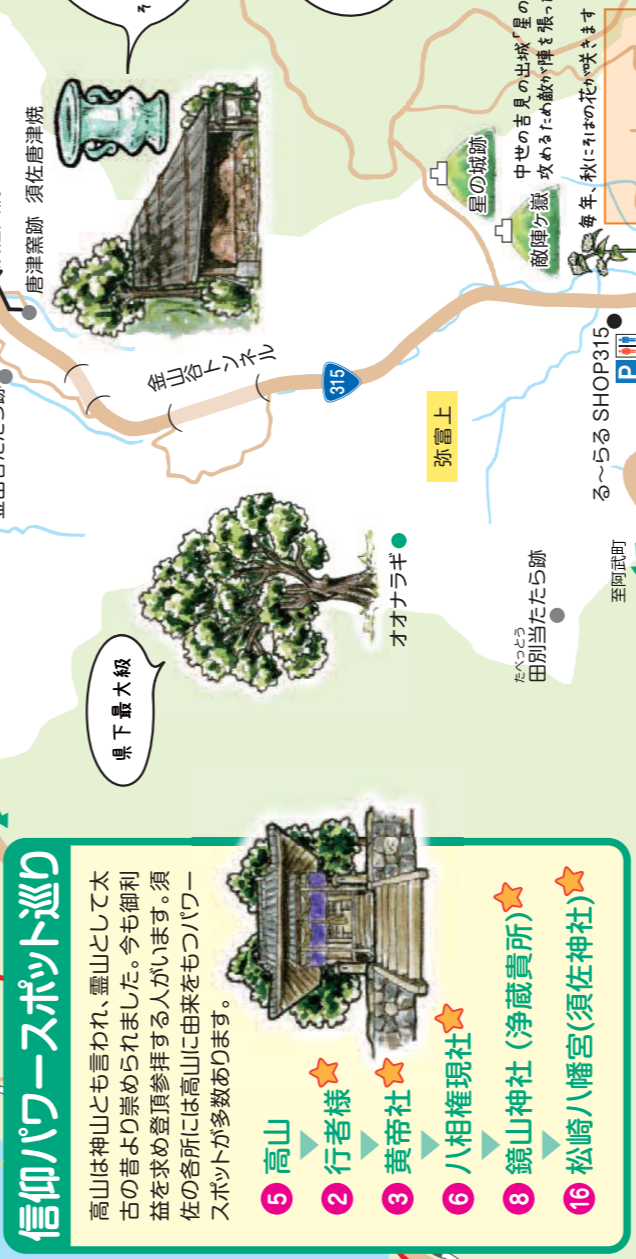 信仰パワースポット巡り
高山は神山とも言われ、霊山として太
古の昔より崇められました。今も御利
益を求め登頂参拝する人がいます。須
佐の各所には高山に由来をもつパワー
スポットが多数あります。
5 高山
2 行者様
3 黄帝社
6 八相権現社
8 鏡山神社（浄蔵貴所）
16 松崎八幡宮（須佐神社）
県下最大級
オオナラギ
たべっとう
田別当たたら跡
唐津窯跡 須佐唐津焼
そ
金山谷トンネル
315
弥富上
星の城跡
敵陣ヶ嶽
中世の吉見の出城「星の
攻めるため敵が陣を張っ
毎年、秋にそばの花が咲きます
る～らる SHOP315
P
至阿武町